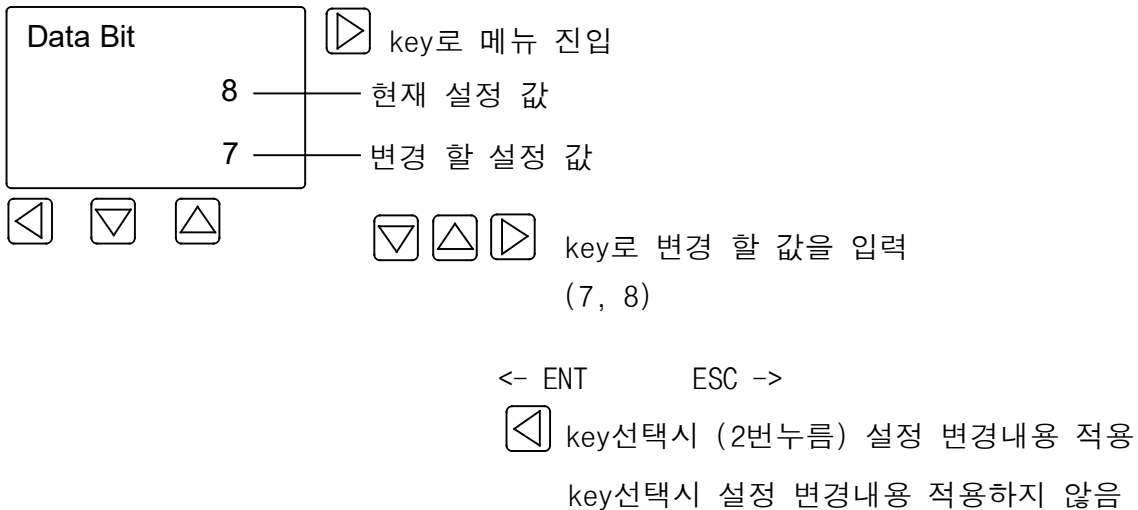 Data Bit
key로 메뉴 진입
8
현재 설정 값
7
변경 할 설정 값
key로 변경 할 값을 입력
(7, 8)
<- ENT ESC ->
key선택시 (2번누름) 설정 변경내용 적용
key선택시 설정 변경내용 적용하지 않음